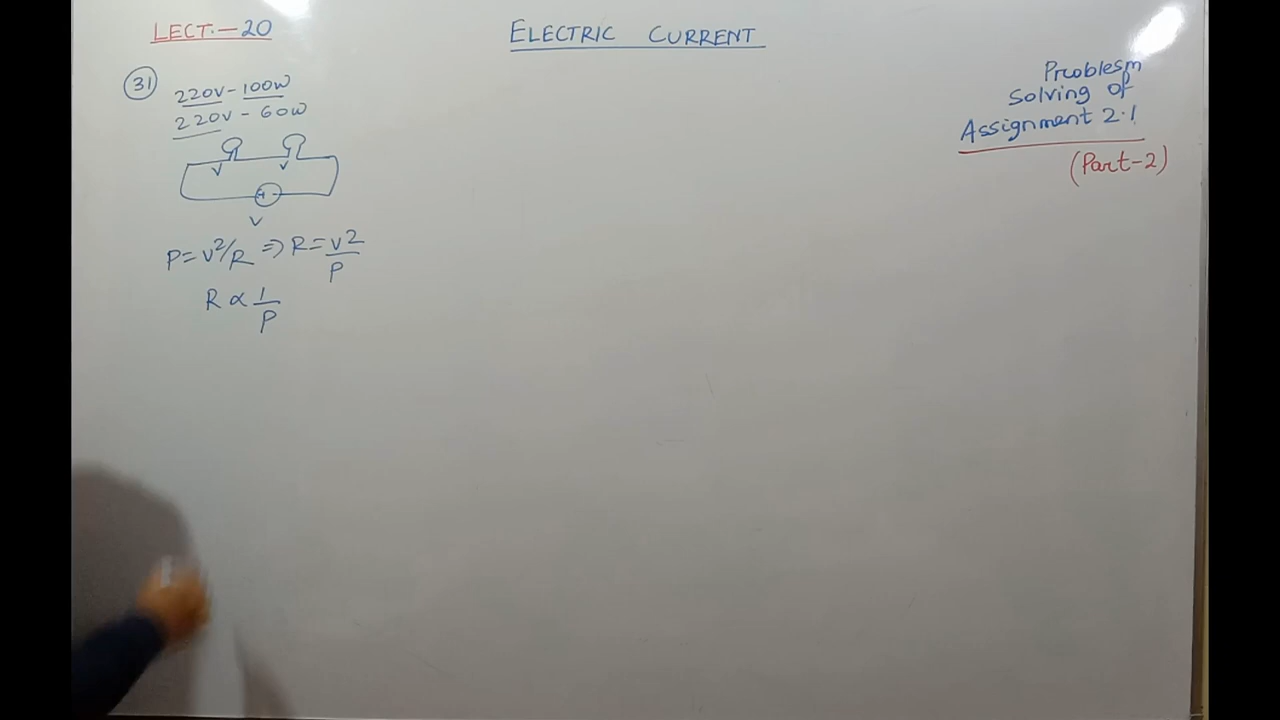 LECT.-20
ELECTRIC CURRENT
Problesm
Solving of
Assignment 2.1
(Part-2)
31
220V-100W
220V-60W
V V
V
P=V²/R ⇒ R=V²/P
R ∝ 1/P